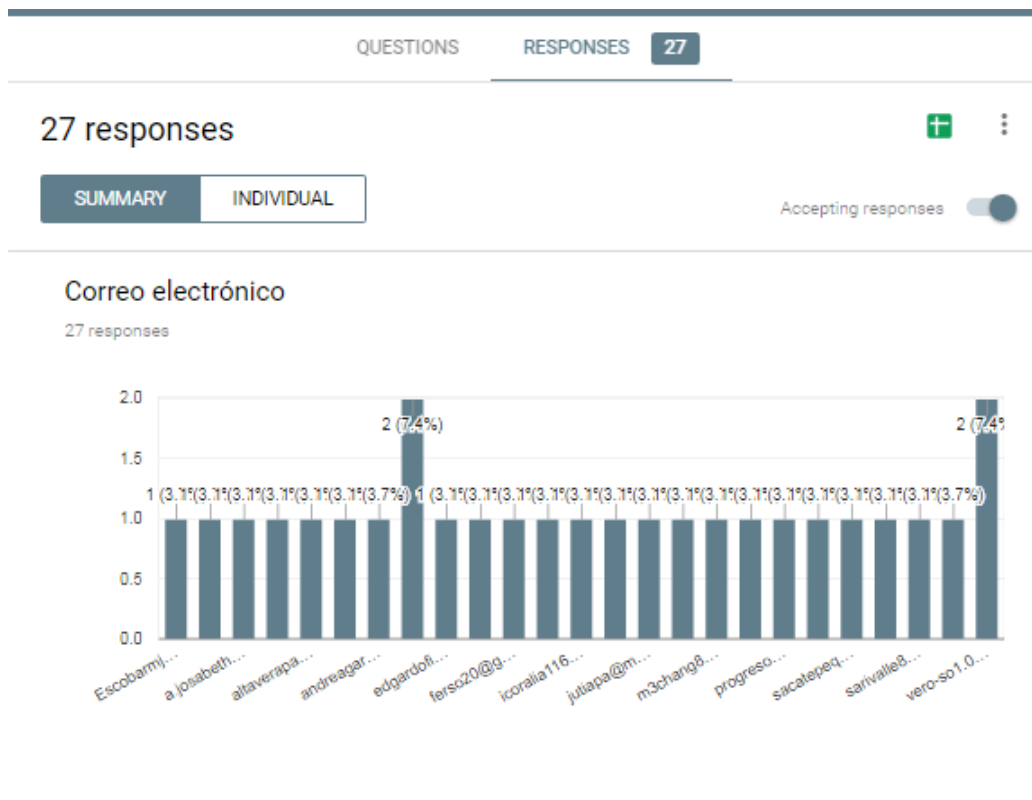 QUESTIONS RESPONSES 27
27 responses
SUMMARY INDIVIDUAL
Accepting responses
Correo electrónico
27 responses
2.0
2 (7.4%)
1.5
(3.7%)
(3.7%)
1.0
0.5
0.0
Escobarmj... a.josabeth... altaverapa... andreagar... edgardofi... ferso20@g... icoralia116... jutiapa@m... m3chang8... progreso... sacatepeq... sarivalle8... vero-so1.0...